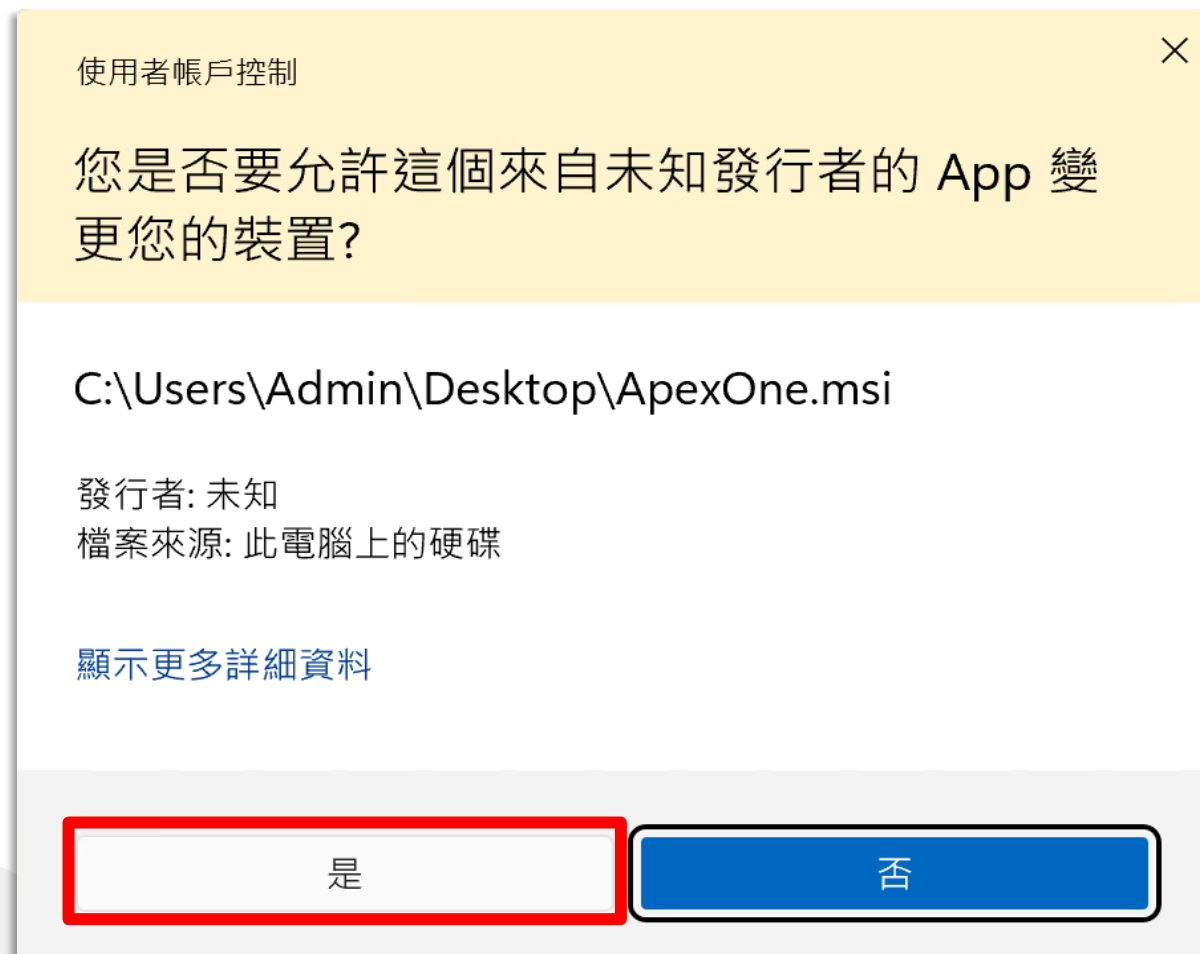 使用者帳戶控制
您是否要允許這個來自未知發行者的 App 變
更您的裝置?
C:\Users\Admin\Desktop\ApexOne.msi
發行者: 未知
檔案來源: 此電腦上的硬碟
顯示更多詳細資料
是
否